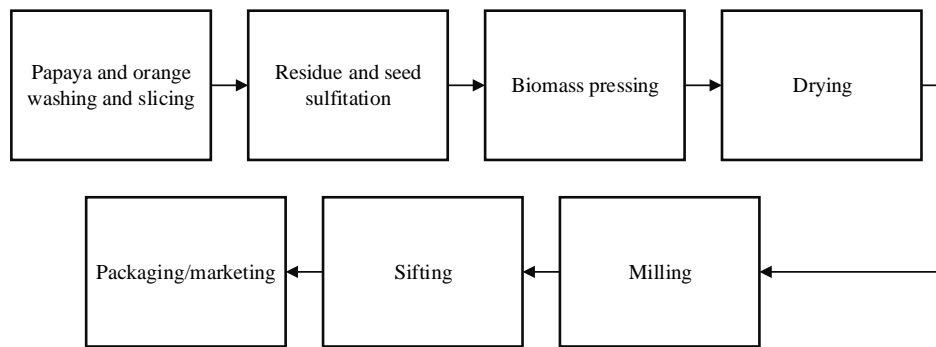 Papaya and orange
washing and slicing
Residue and seed
sulfitation
Biomass pressing
Drying
Milling
Sifting
Packaging/marketing